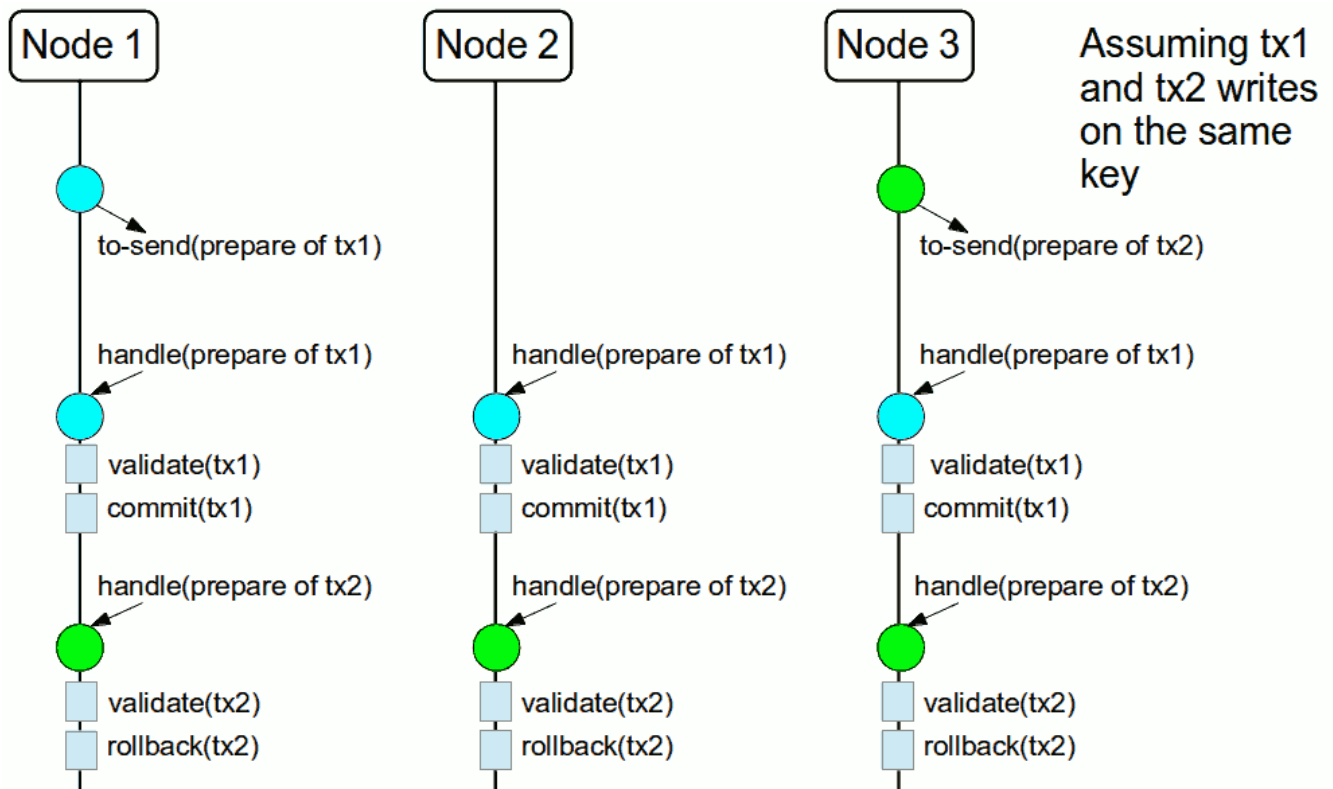 Node 1
Node 2
Node 3
Assuming tx1
and tx2 writes
on the same
key
to-send(prepare of tx1)
to-send(prepare of tx2)
handle(prepare of tx1)
handle(prepare of tx1)
handle(prepare of tx1)
validate(tx1)
validate(tx1)
validate(tx1)
commit(tx1)
commit(tx1)
commit(tx1)
handle(prepare of tx2)
handle(prepare of tx2)
handle(prepare of tx2)
validate(tx2)
validate(tx2)
validate(tx2)
rollback(tx2)
rollback(tx2)
rollback(tx2)